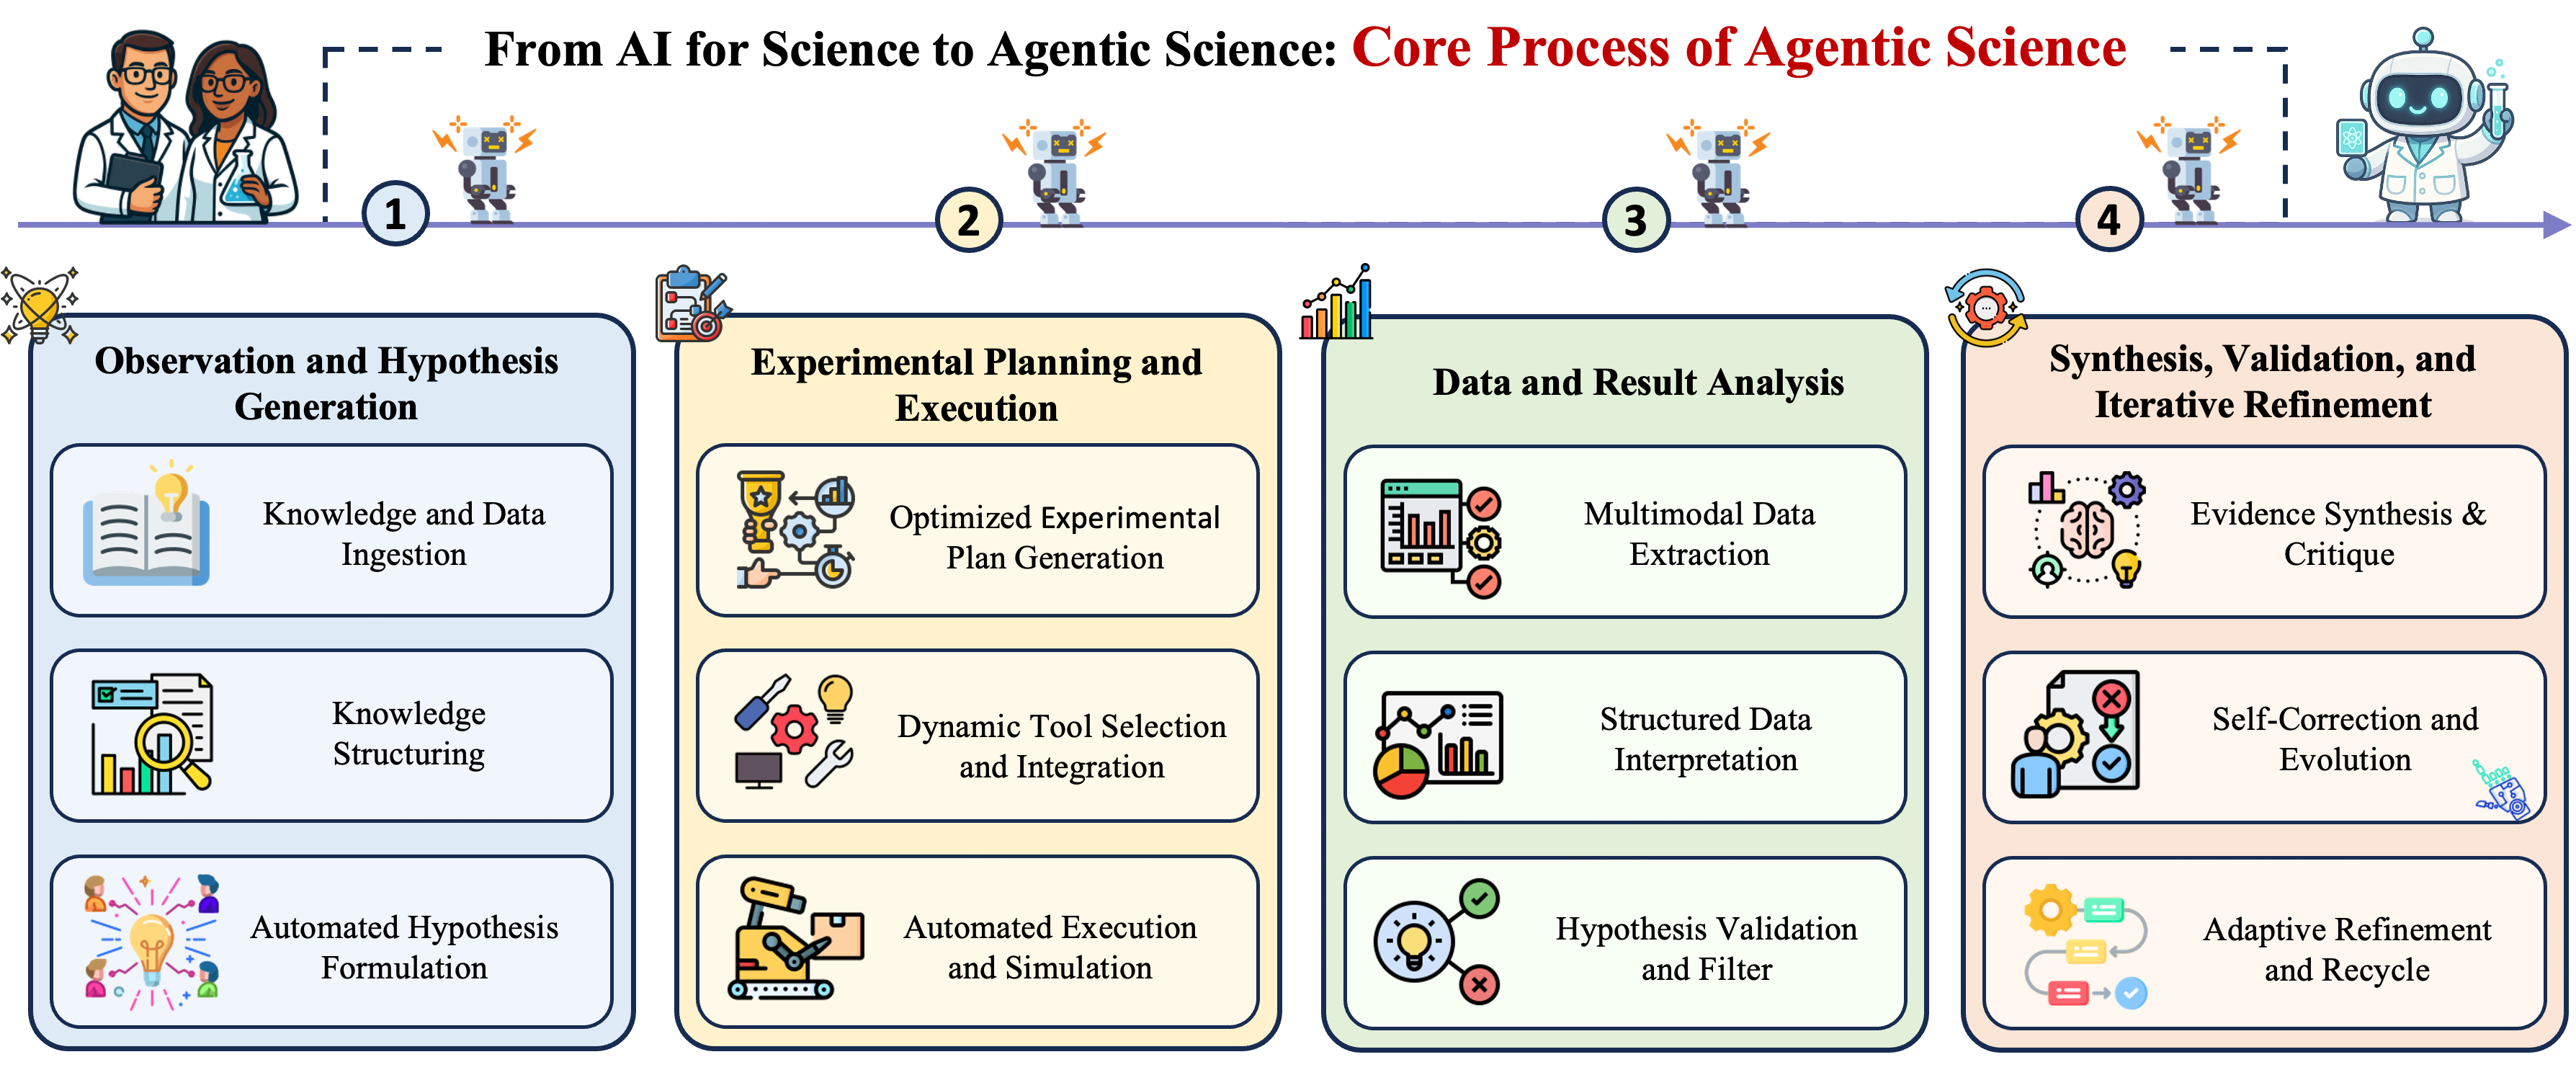 From AI for Science to Agentic Science: Core Process of Agentic Science
1
2
3
4
Observation and Hypothesis
Generation
Knowledge and Data
Ingestion
Knowledge
Structuring
Automated Hypothesis
Formulation
Experimental Planning and
Execution
Optimized Experimental
Plan Generation
Dynamic Tool Selection
and Integration
Automated Execution
and Simulation
Data and Result Analysis
Multimodal Data
Extraction
Structured Data
Interpretation
Hypothesis Validation
and Filter
Synthesis, Validation, and
Iterative Refinement
Evidence Synthesis &
Critique
Self-Correction and
Evolution
Adaptive Refinement
and Recycle